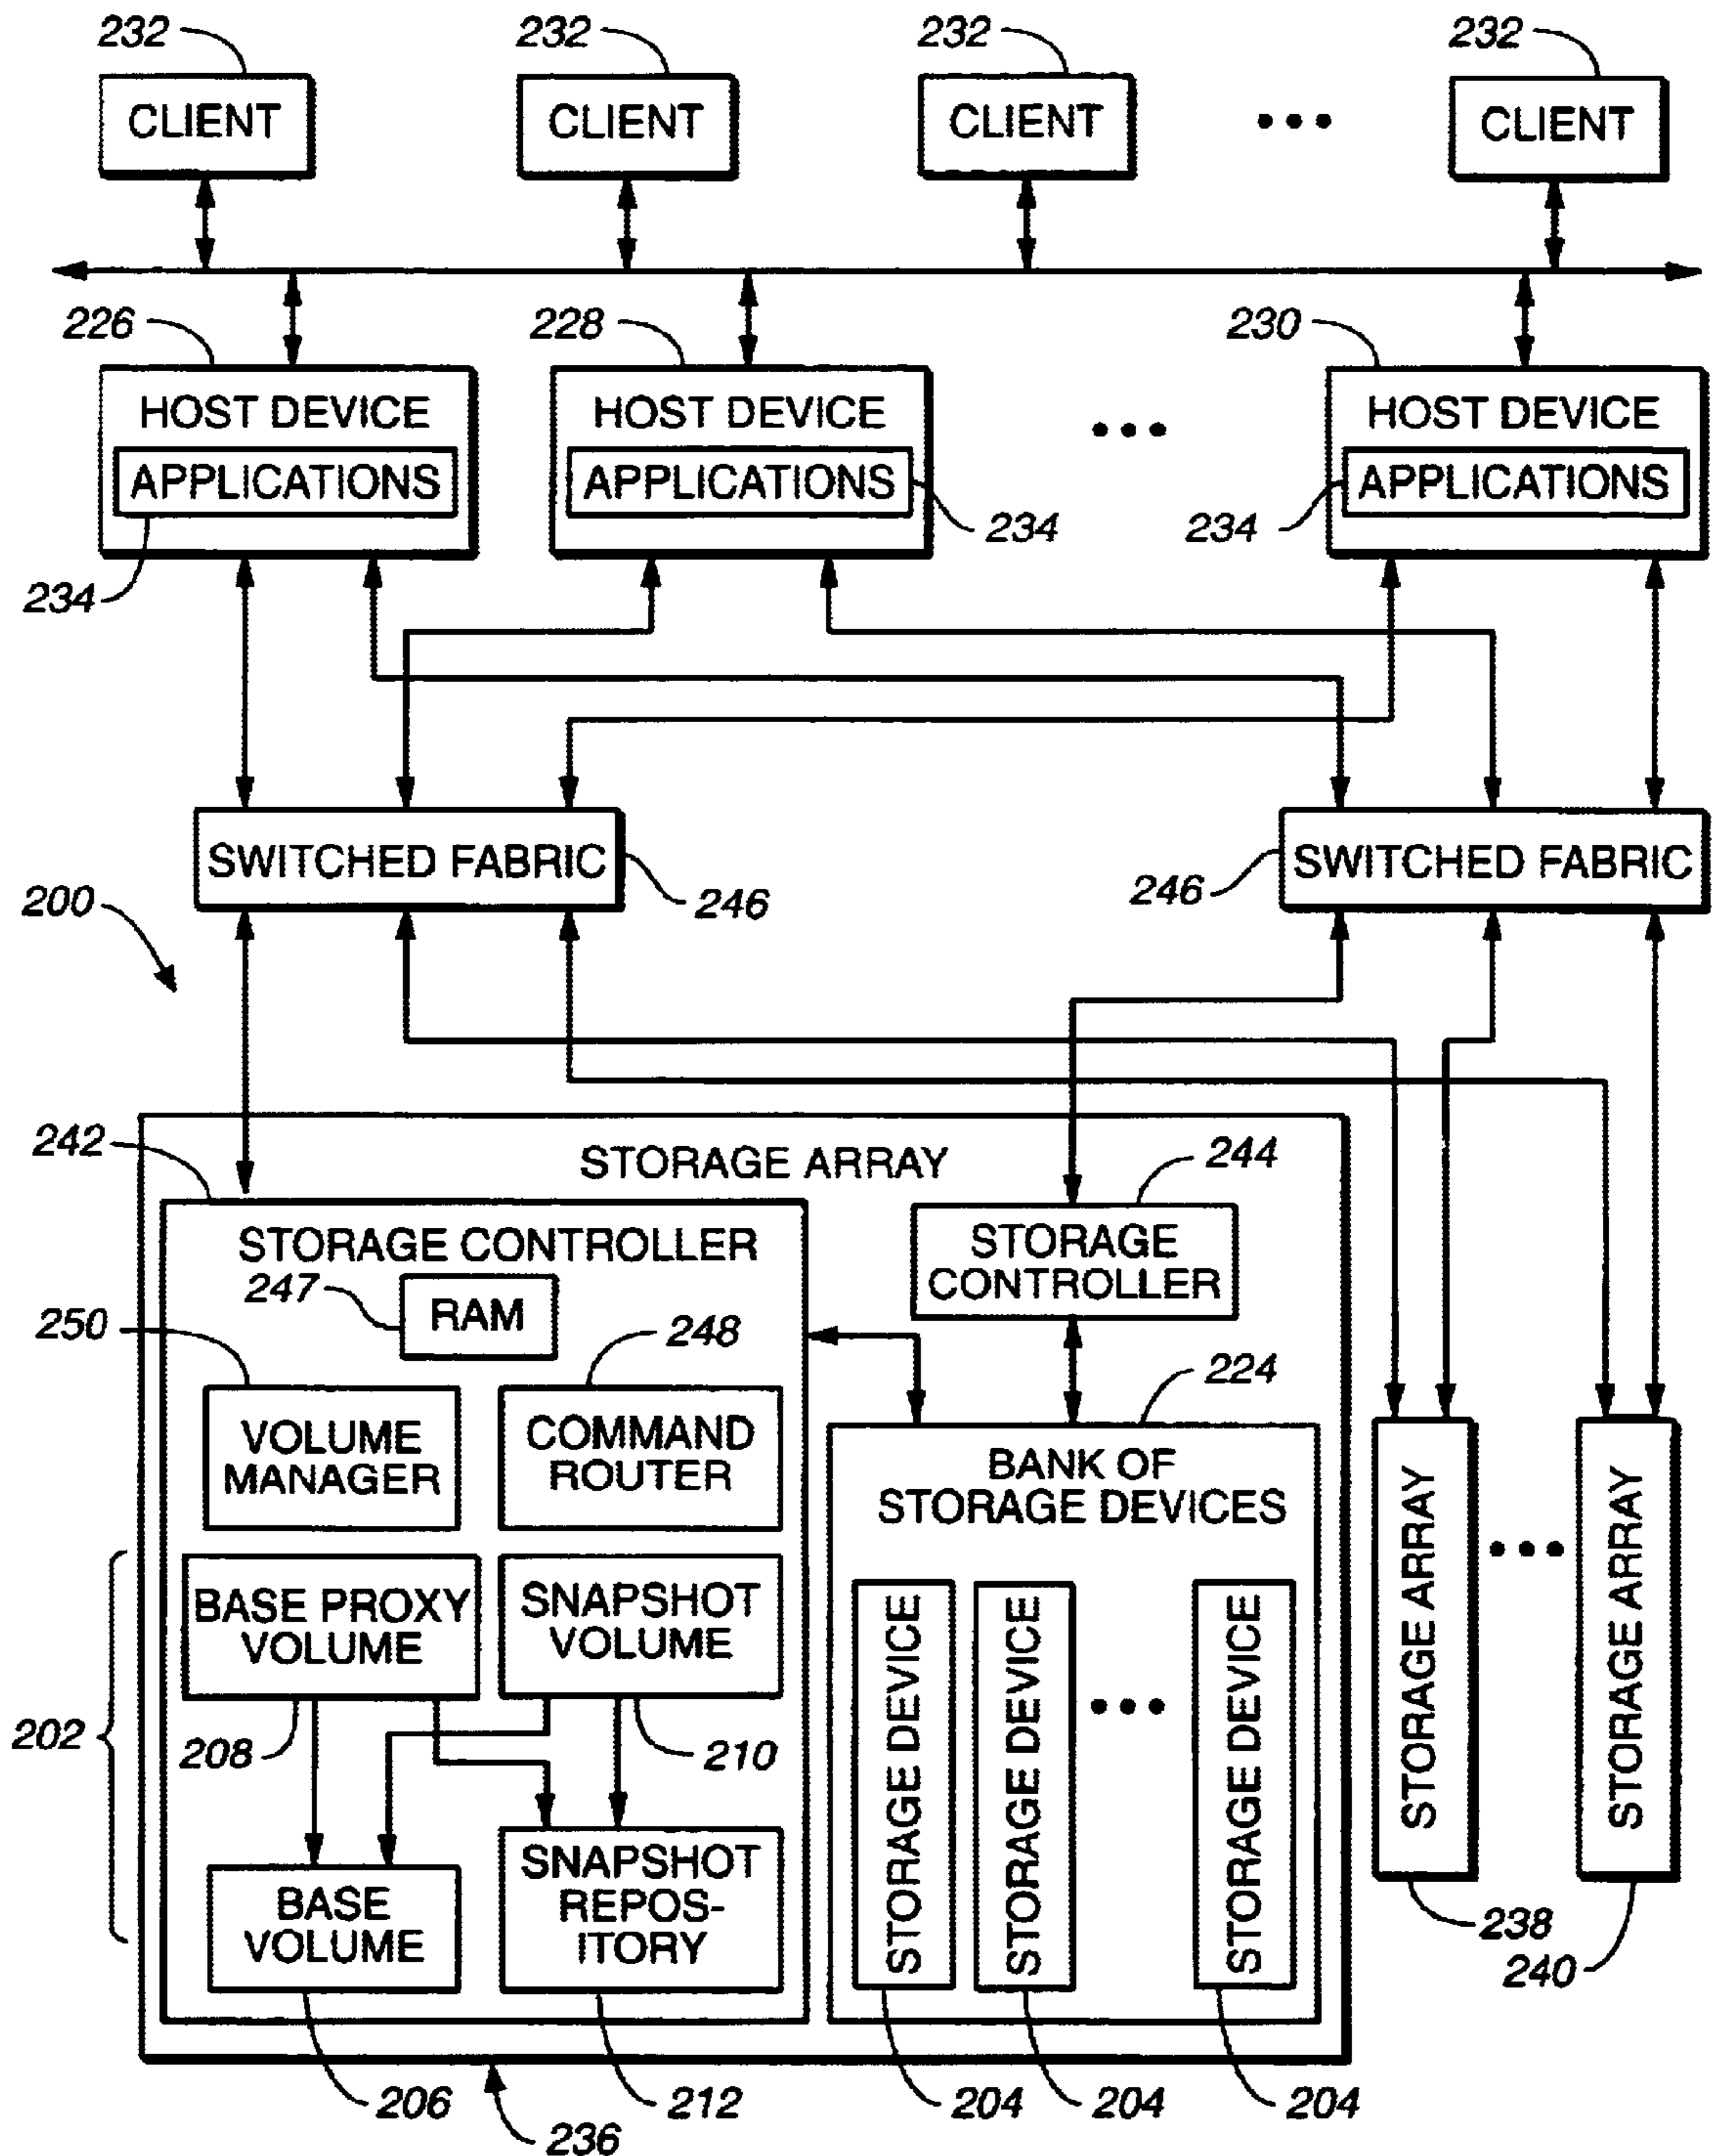 232
232
232
232
CLIENT
CLIENT
CLIENT
CLIENT
226
228
230
HOST DEVICE
APPLICATIONS
HOST DEVICE
APPLICATIONS
HOST DEVICE
APPLICATIONS
234
234
234
SWITCHED FABRIC
246
SWITCHED FABRIC
246
200
242
STORAGE ARRAY
244
STORAGE CONTROLLER
247
RAM
STORAGE
CONTROLLER
250
248
224
VOLUME
MANAGER
COMMAND
ROUTER
BANK OF
STORAGE DEVICES
202
BASE PROXY
VOLUME
SNAPSHOT
VOLUME
208
210
BASE
VOLUME
SNAPSHOT
REPOS-
ITORY
STORAGE DEVICE
STORAGE DEVICE
STORAGE DEVICE
STORAGE ARRAY
STORAGE ARRAY
238
240
206
236
212
204
204
204